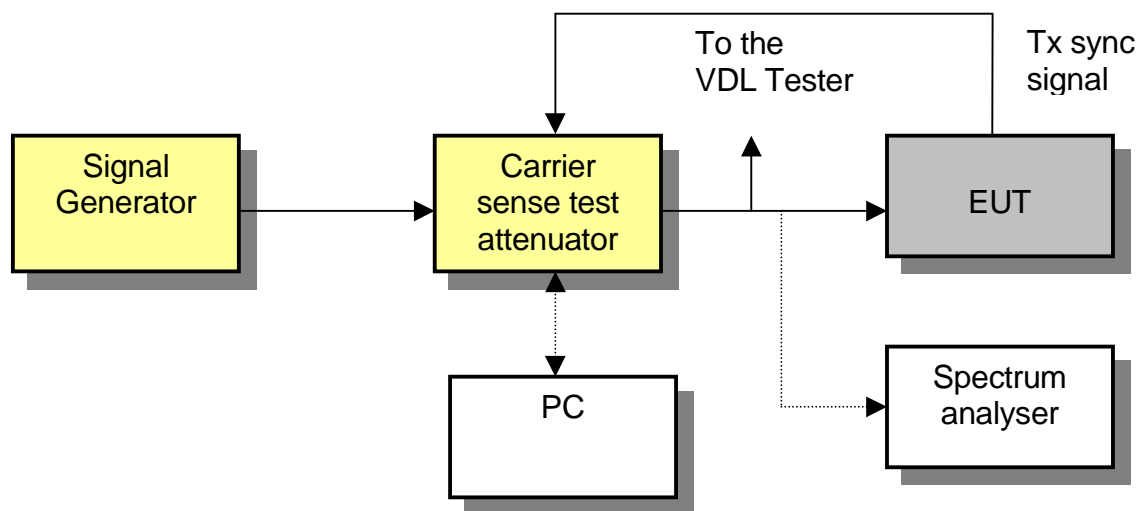 To the
VDL Tester
Tx sync
signal
Signal
Generator
Carrier
sense test
attenuator
EUT
PC
Spectrum
analyser